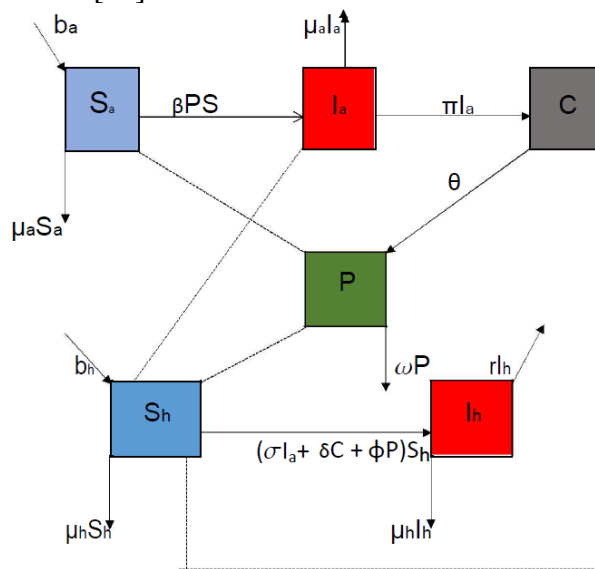 bₐ
μₐIₐ
Sₐ
βPS
Iₐ
πIₐ
C
θ
μₐSₐ
P
bₕ
ωP
rIₕ
Sₕ
Iₕ
(σIₐ+ δC + ϕP)Sₕ
μₕSₕ
μₕIₕ